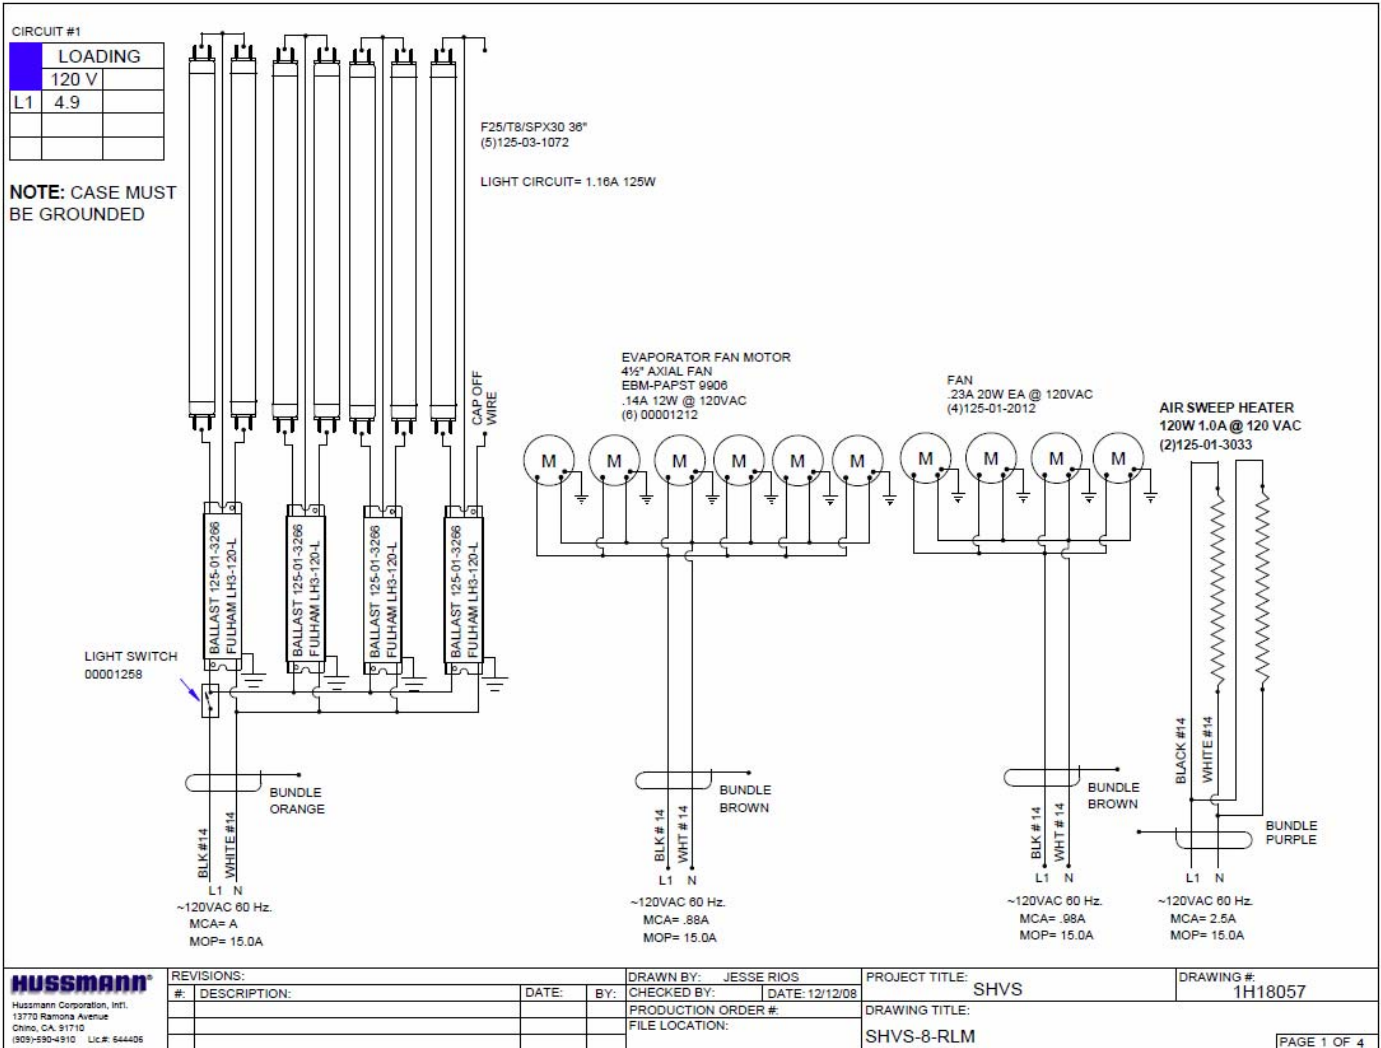 CIRCUIT #1
LOADING
120 V
L1 4.9
NOTE: CASE MUST
BE GROUNDED
F25/T8/SPX30 36"
(5)125-03-1072
LIGHT CIRCUIT= 1.16A 125W
CAP OFF
WIRE
BALLAST 125-01-3266
FULHAM LH3-120-L
BALLAST 125-01-3266
FULHAM LH3-120-L
BALLAST 125-01-3266
FULHAM LH3-120-L
BALLAST 125-01-3266
FULHAM LH3-120-L
LIGHT SWITCH
00001258
BUNDLE
ORANGE
BLK#14
WHITE#14
L1 N
~120VAC 60 Hz.
MCA= A
MOP= 15.0A
EVAPORATOR FAN MOTOR
4½" AXIAL FAN
EBM-PAPST 9906
.14A 12W @ 120VAC
(6) 00001212
M M M M M M
BUNDLE
BROWN
BLK# 14
WHT # 14
L1 N
~120VAC 60 Hz.
MCA= .88A
MOP= 15.0A
FAN
.23A 20W EA @ 120VAC
(4)125-01-2012
M M M M
BUNDLE
BROWN
BLK # 14
WHT # 14
L1 N
~120VAC 60 Hz.
MCA= .98A
MOP= 15.0A
AIR SWEEP HEATER
120W 1.0A @ 120 VAC
(2)125-01-3033
BLACK #14
WHITE #14
BUNDLE
PURPLE
L1 N
~120VAC 60 Hz.
MCA= 2.5A
MOP= 15.0A
HUSSMANN®
Hussmann Corporation, Int'l.
13770 Ramona Avenue
Chino, CA. 91710
(909)-590-4910 Lic.#: 644406
REVISIONS:
#: DESCRIPTION: DATE: BY:
DRAWN BY: JESSE RIOS
CHECKED BY: DATE: 12/12/08
PRODUCTION ORDER #:
FILE LOCATION:
PROJECT TITLE: SHVS
DRAWING #:
1H18057
DRAWING TITLE:
SHVS-8-RLM
PAGE 1 OF 4